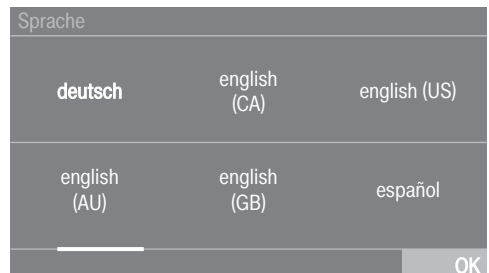 Sprache
deutsch
english
(CA)
english (US)
english
(AU)
english
(GB)
español
OK